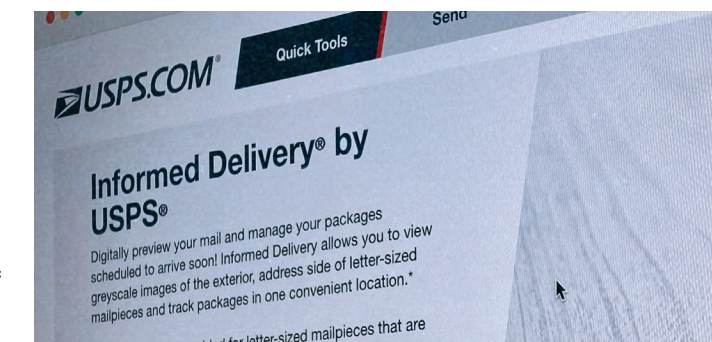 Quick Tools
Send
USPS.COM®
Informed Delivery® by
USPS®
Digitally preview your mail and manage your packages
scheduled to arrive soon! Informed Delivery allows you to view
greyscale images of the exterior, address side of letter-sized
mailpieces and track packages in one convenient location.*
for letter-sized mailpieces that are